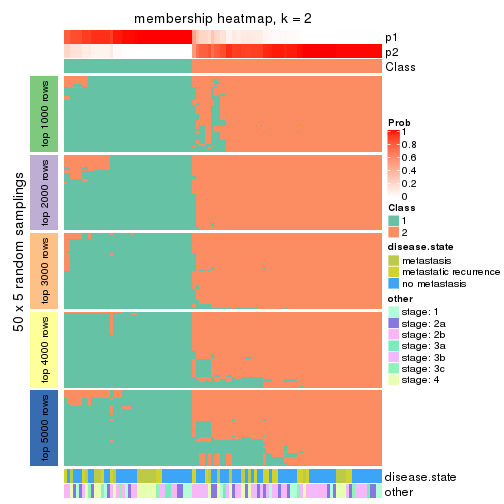 membership heatmap, k = 2
p1
p2
Class
50 x 5 random samplings
top 1000 rows
top 2000 rows
top 3000 rows
top 4000 rows
top 5000 rows
disease.state
other
Prob
1
0.8
0.6
0.4
0.2
0
Class
1
2
disease.state
metastasis
metastatic recurrence
no metastasis
other
stage: 1
stage: 2a
stage: 2b
stage: 3a
stage: 3b
stage: 3c
stage: 4